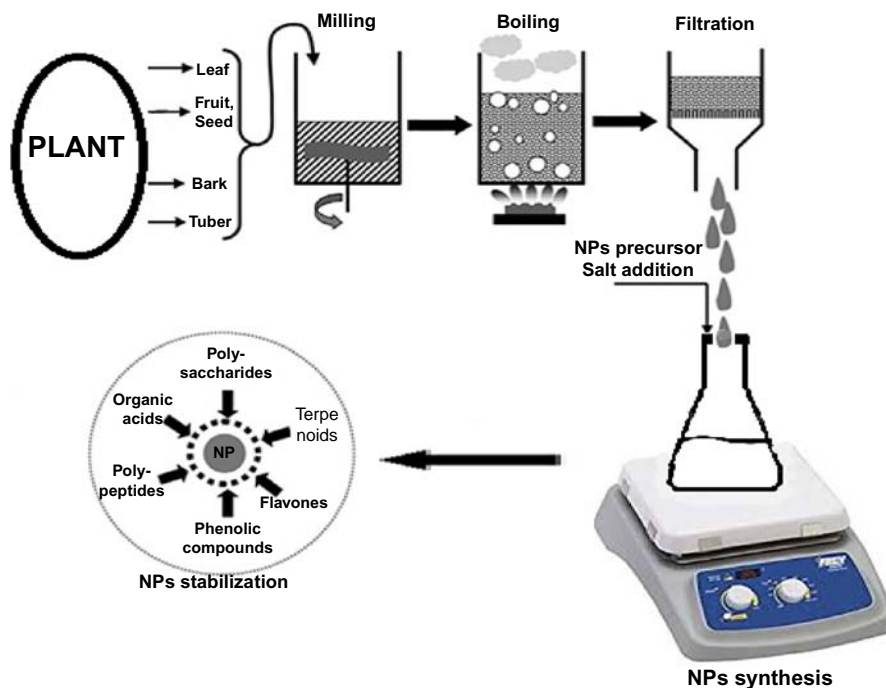 Milling
Boiling
Filtration
PLANT
Leaf
Fruit,
Seed
Bark
Tuber
NPs precursor
Salt addition
Poly-
saccharides
Organic
acids
Terpe
noids
NP
Poly-
peptides
Flavones
Phenolic
compounds
NPs stabilization
NPs synthesis